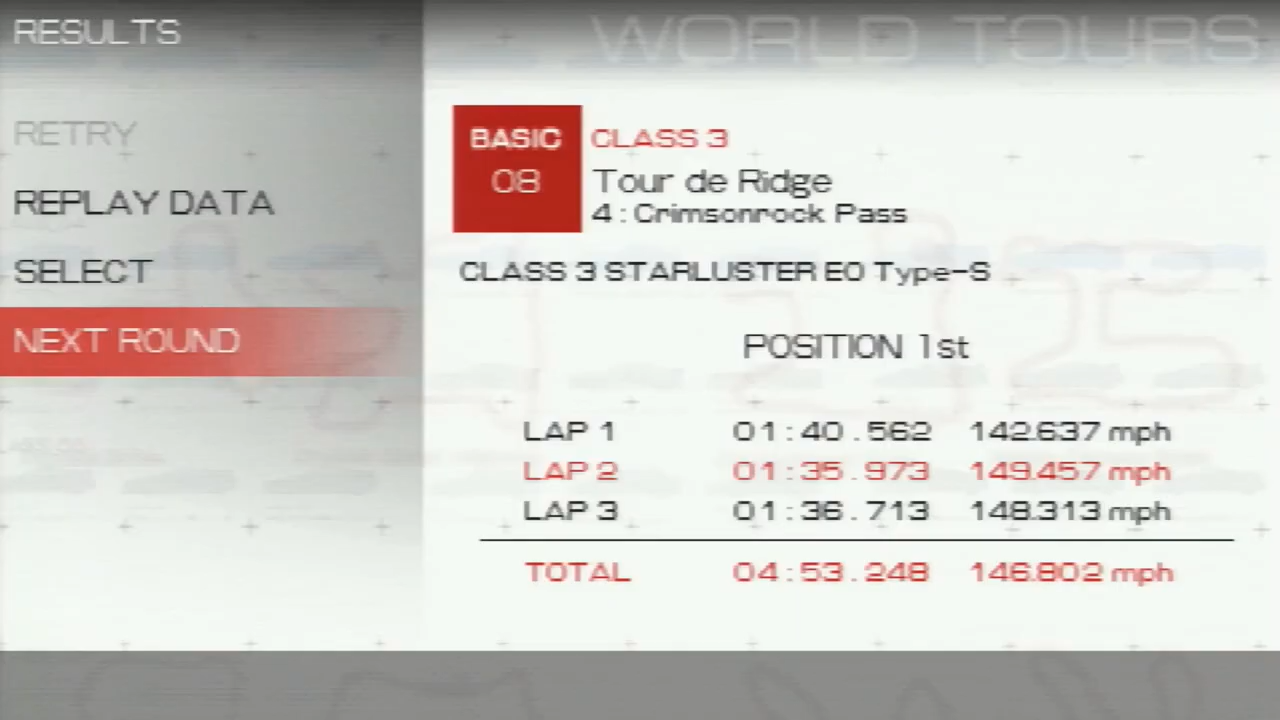 RESULTS
WORLD TOURS
RETRY
REPLAY DATA
SELECT
NEXT ROUND
BASIC
08
CLASS 3
Tour de Ridge
4 : Crimsonrock Pass
CLASS 3 STARLUSTER EO Type-S
POSITION 1st
LAP 1 01:40.562 142.637 mph
LAP 2 01:35.973 149.457 mph
LAP 3 01:36.713 148.313 mph
TOTAL 04:53.248 146.802 mph